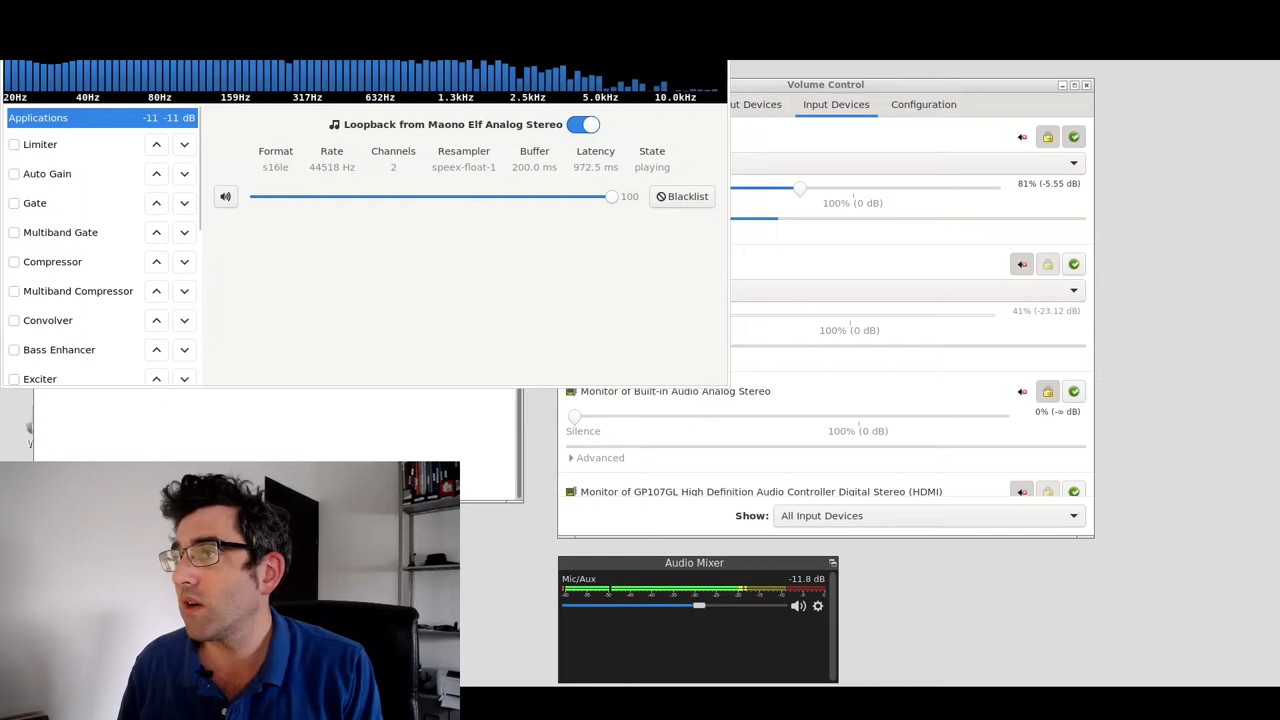 20Hz 40Hz 80Hz 159Hz 317Hz 632Hz 1.3kHz 2.5kHz 5.0kHz 10.0kHz
Applications -11 -11 dB
Limiter
Auto Gain
Gate
Multiband Gate
Compressor
Multiband Compressor
Convolver
Bass Enhancer
Exciter
Loopback from Maono Elf Analog Stereo
Format Rate Channels Resampler Buffer Latency State
s16le 44518 Hz 2 speex-float-1 200.0 ms 972.5 ms playing
100 Blacklist
Volume Control
ut Devices Input Devices Configuration
81% (-5.55 dB)
100% (0 dB)
41% (-23.12 dB)
100% (0 dB)
Monitor of Built-in Audio Analog Stereo
0% (-∞ dB)
Silence 100% (0 dB)
Advanced
Monitor of GP107GL High Definition Audio Controller Digital Stereo (HDMI)
Show: All Input Devices
Audio Mixer
Mic/Aux -11.8 dB